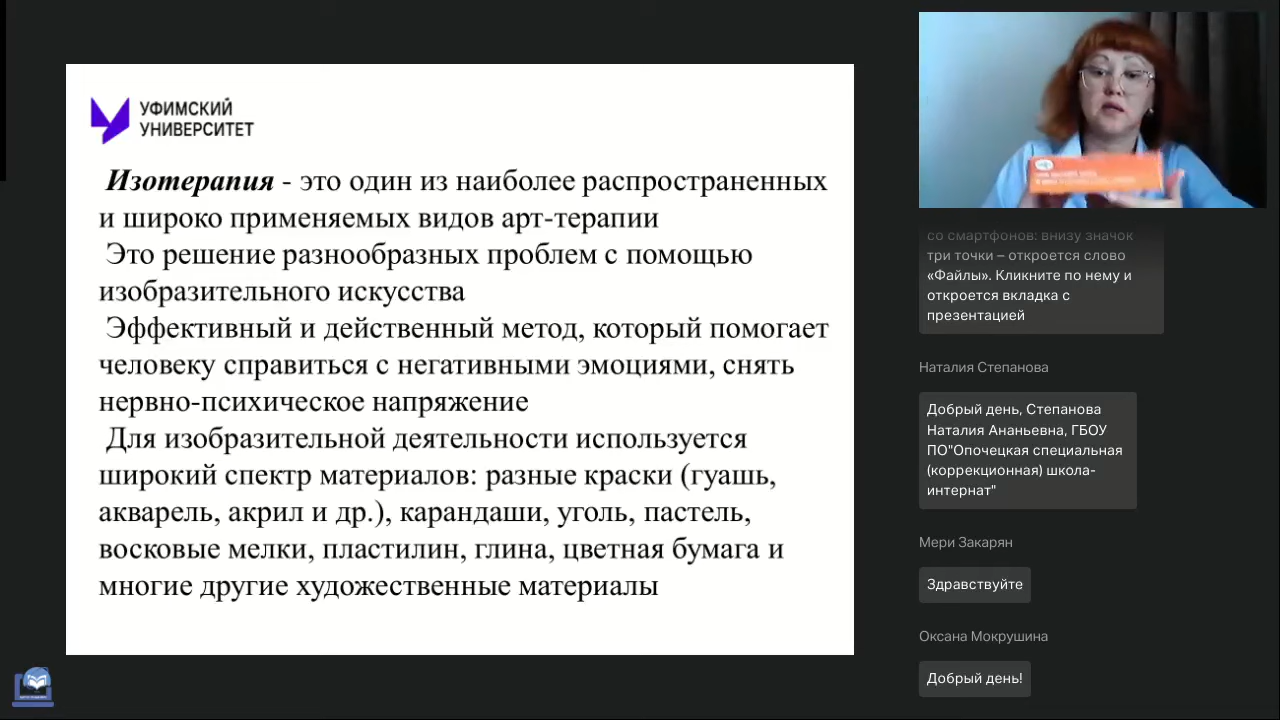 УФИМСКИЙ
УНИВЕРСИТЕТ
Изотерапия - это один из наиболее распространенных
и широко применяемых видов арт-терапии
Это решение разнообразных проблем с помощью
изобразительного искусства
Эффективный и действенный метод, который помогает
человеку справиться с негативными эмоциями, снять
нервно-психическое напряжение
Для изобразительной деятельности используется
широкий спектр материалов: разные краски (гуашь,
акварель, акрил и др.), карандаши, уголь, пастель,
восковые мелки, пластилин, глина, цветная бумага и
многие другие художественные материалы
со смартфонов: внизу значок
три точки – откроется слово
«Файлы». Кликните по нему и
откроется вкладка с
презентацией
Наталия Степанова
Добрый день, Степанова
Наталия Ананьевна, ГБОУ
ПО"Опочецкая специальная
(коррекционная) школа-
интернат"
Мери Закарян
Здравствуйте
Оксана Мокрушина
Добрый день!